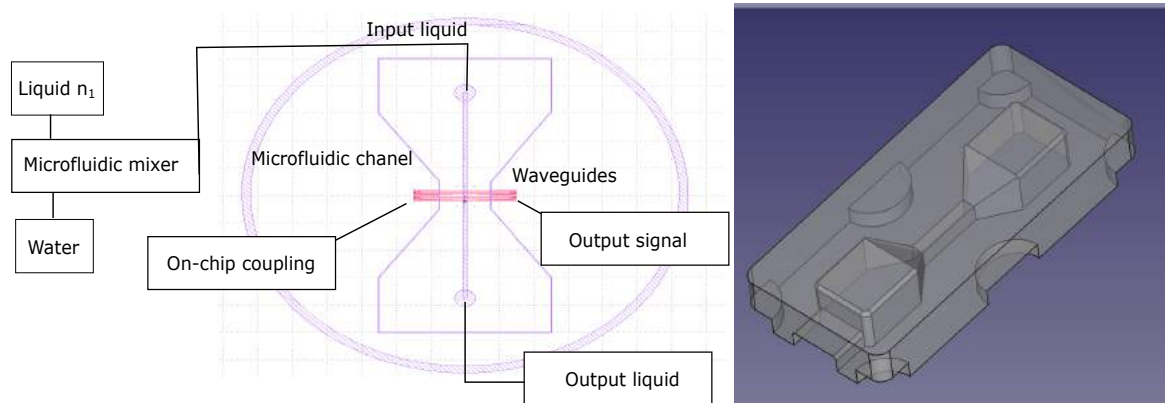 Input liquid
Liquid n₁
Microfluidic mixer
Water
Microfluidic chanel
Waveguides
On-chip coupling
Output signal
Output liquid